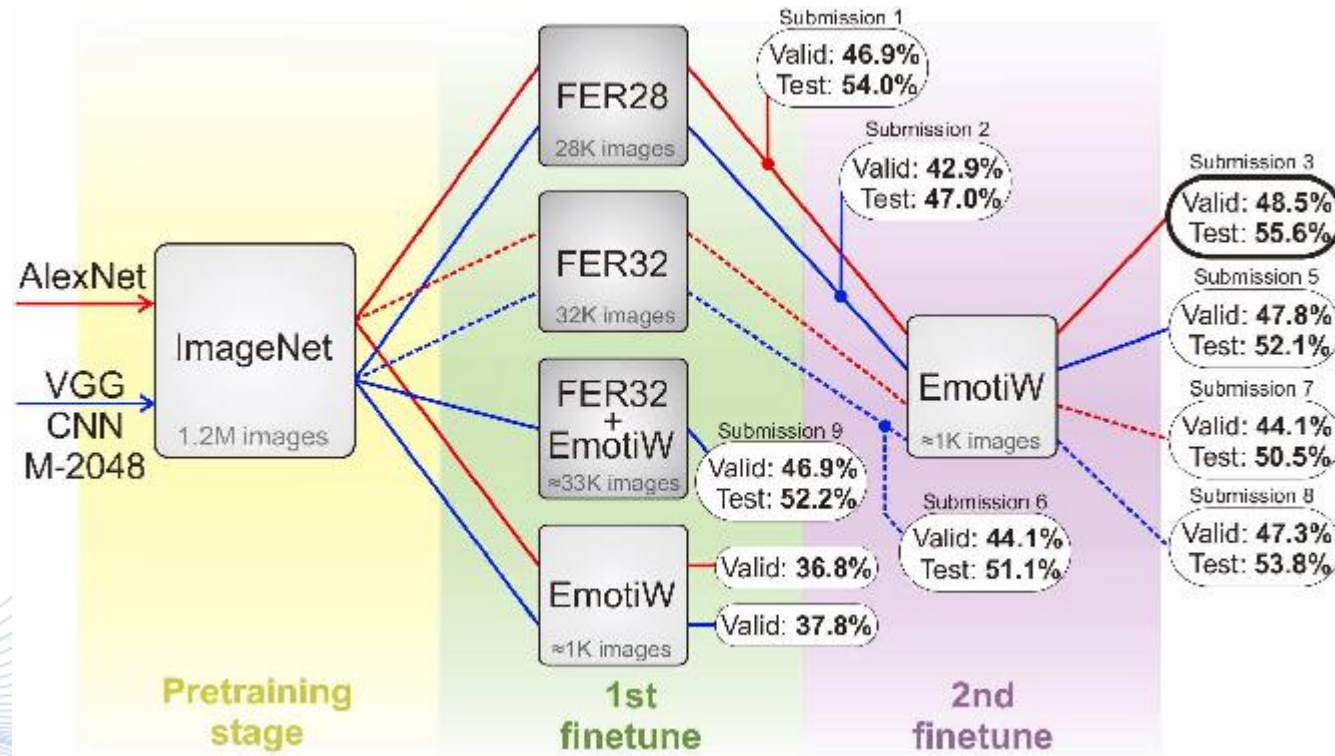 AlexNet
VGG
CNN
M-2048
ImageNet
1.2M images
Pretraining
stage
FER28
28K images
FER32
32K images
FER32
+
EmotiW
≈33K images
EmotiW
≈1K images
1st
finetune
Submission 1
Valid: 46.9%
Test: 54.0%
Submission 2
Valid: 42.9%
Test: 47.0%
Submission 9
Valid: 46.9%
Test: 52.2%
Valid: 36.8%
Valid: 37.8%
Submission 6
Valid: 44.1%
Test: 51.1%
EmotiW
≈1K images
2nd
finetune
Submission 3
Valid: 48.5%
Test: 55.6%
Submission 5
Valid: 47.8%
Test: 52.1%
Submission 7
Valid: 44.1%
Test: 50.5%
Submission 8
Valid: 47.3%
Test: 53.8%